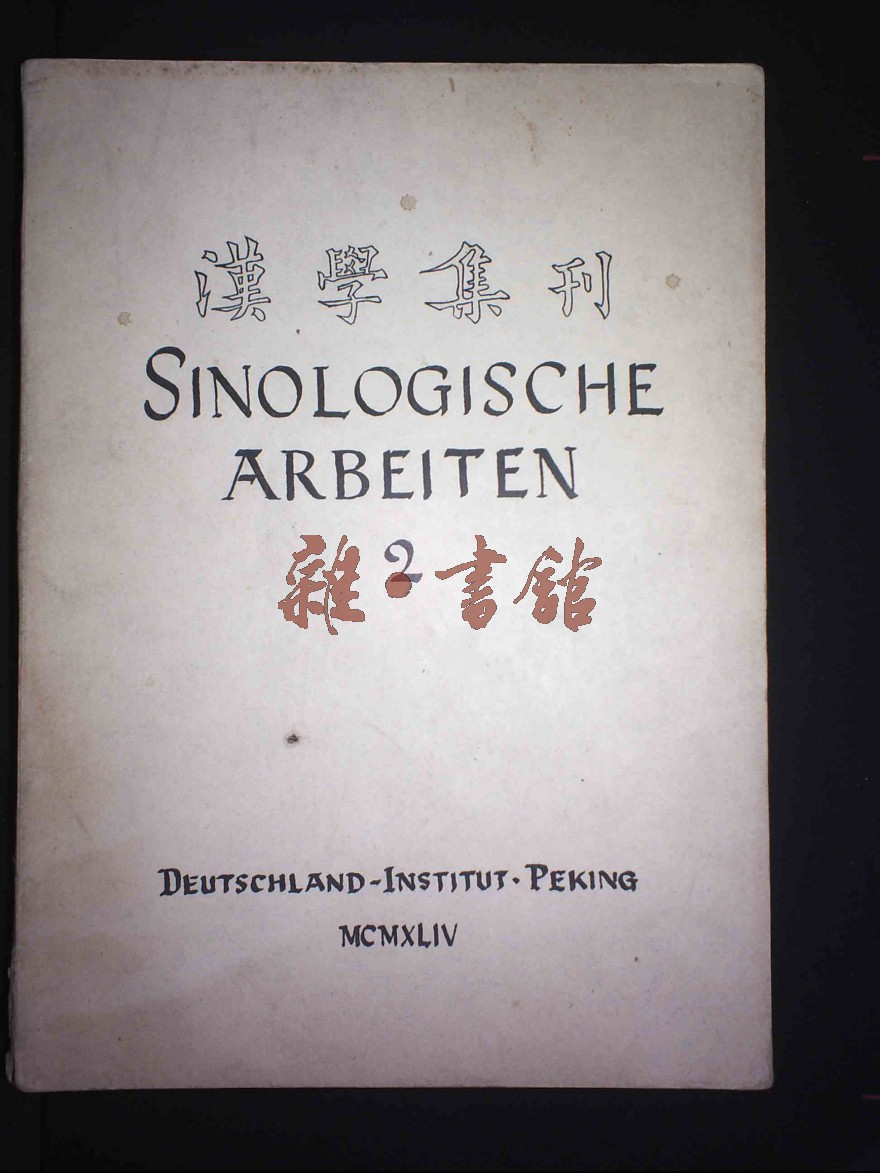 漢學集刊
SINOLOGISCHE
ARBEITEN
2
雜·書館
DEUTSCHLAND-INSTITUT·PEKING
MCMXLIV